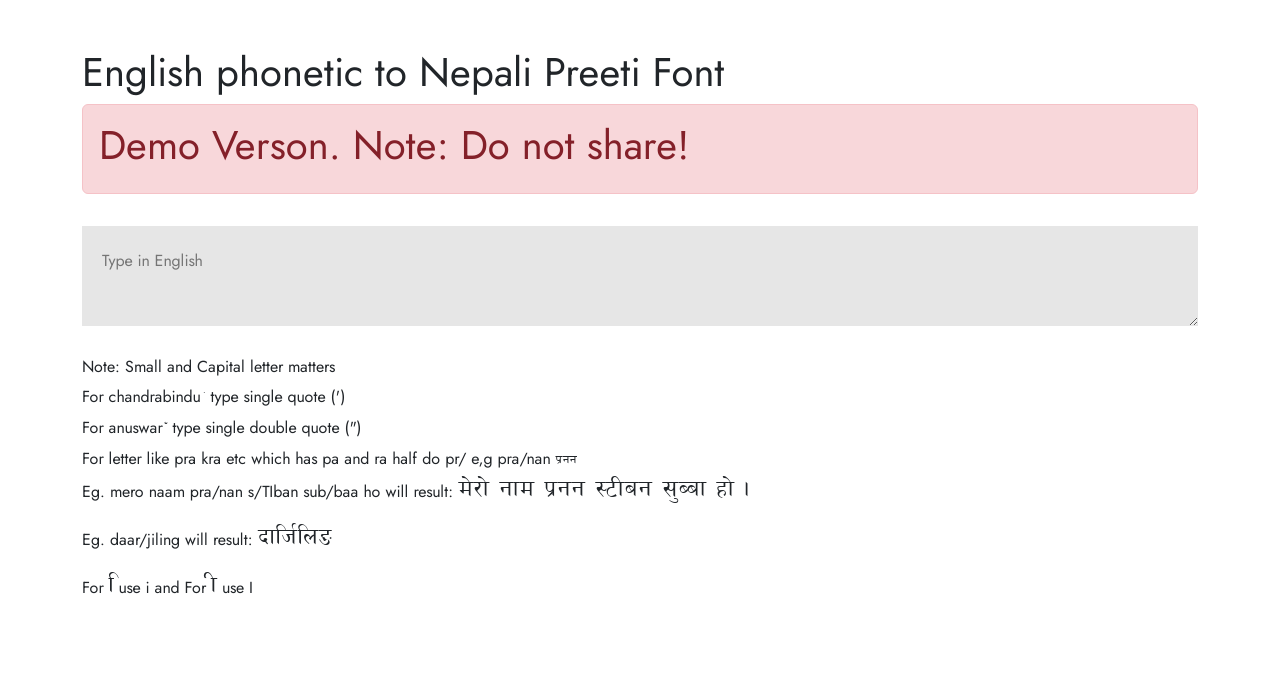 English phonetic to Nepali Preeti Font
Demo Verson. Note: Do not share!
Type in English
Note: Small and Capital letter matters
For chandrabindu ˙ type single quote (')
For anuswar ˇ type single double quote (")
For letter like pra kra etc which has pa and ra half do pr/ e,g pra/nan प्रनन
Eg. mero naam pra/nan s/TIban sub/baa ho will result: मेरो नाम प्रनन स्टीबन सुब्बा हो ।
Eg. daar/jiling will result: दार्जिलिङ
For ि use i and For ी use I